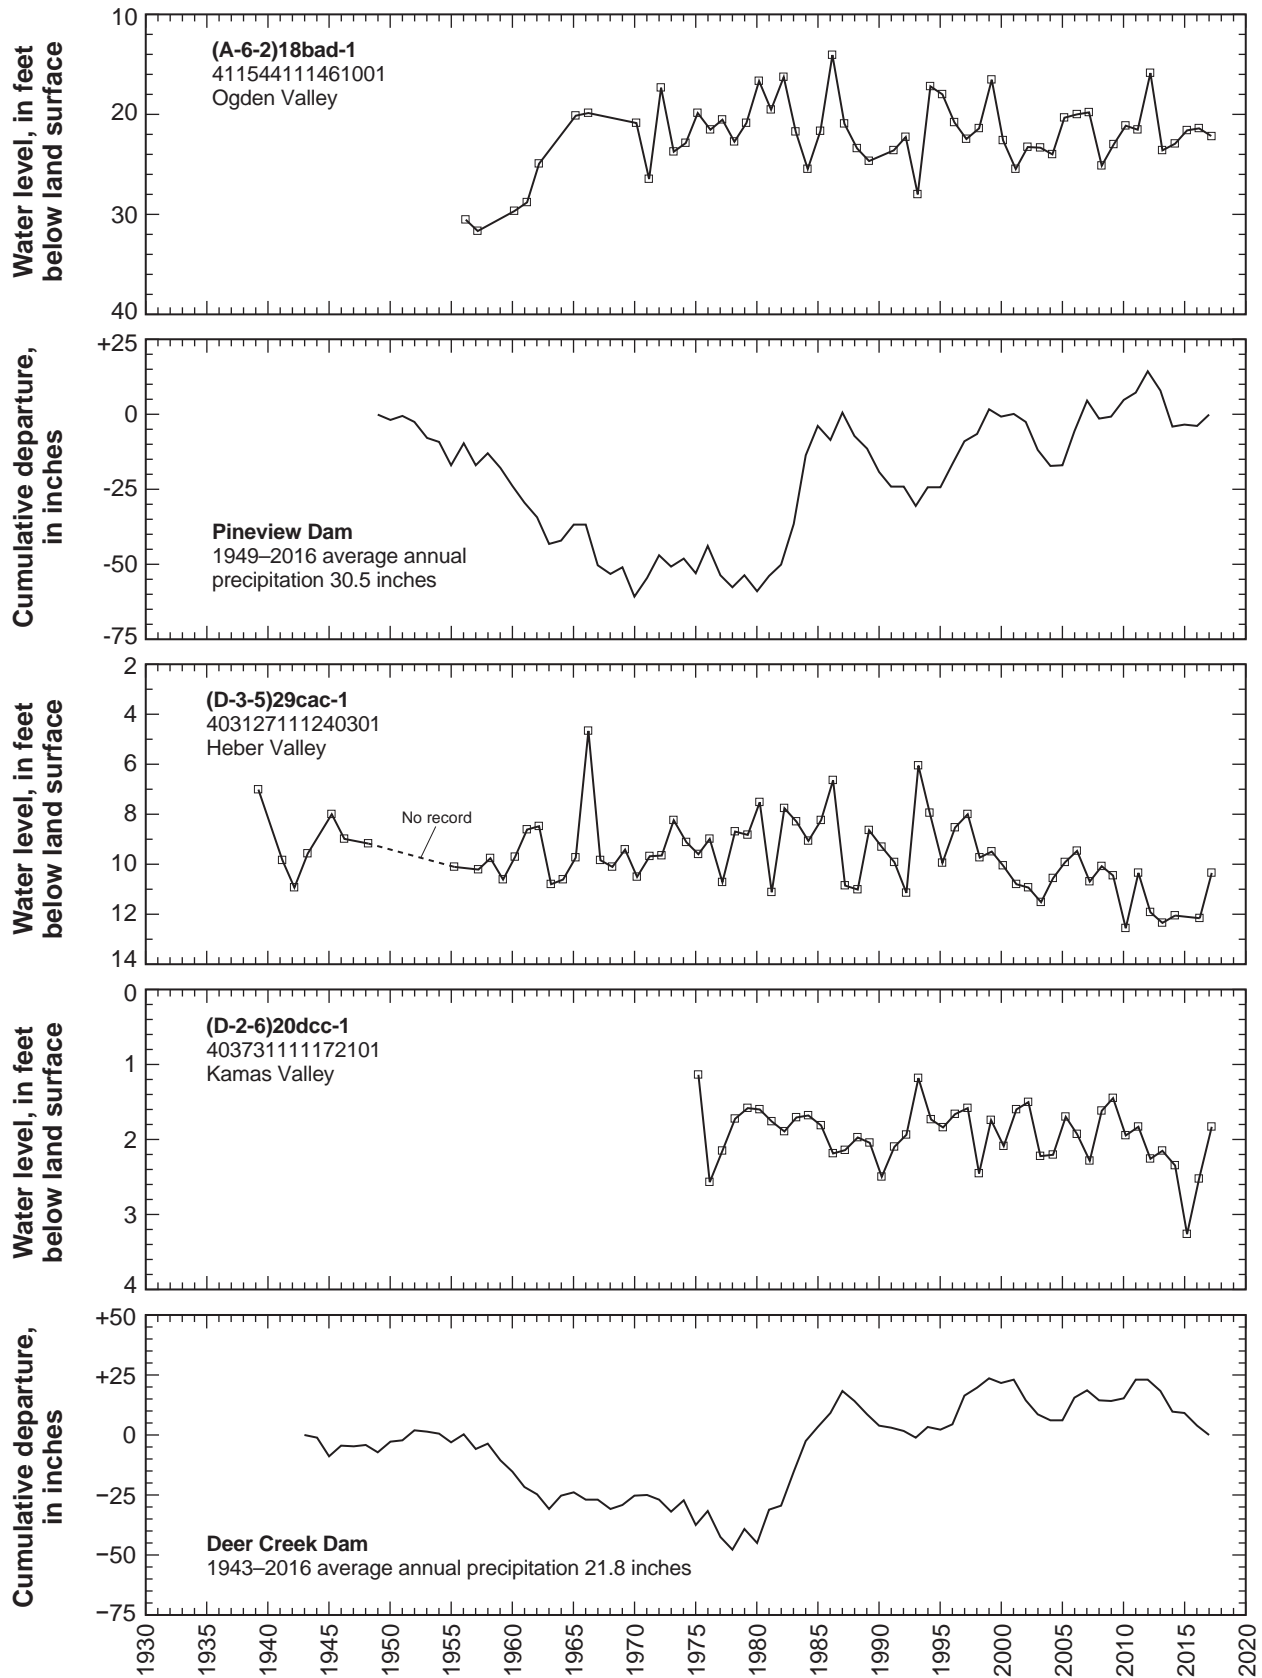 Water level, in feet
below land surface
10
20
30
40
(A-6-2)18bad-1
411544111461001
Ogden Valley
Cumulative departure,
in inches
+25
0
-25
-50
-75
Pineview Dam
1949–2016 average annual
precipitation 30.5 inches
Water level, in feet
below land surface
2
4
6
8
10
12
14
(D-3-5)29cac-1
403127111240301
Heber Valley
No record
Water level, in feet
below land surface
0
1
2
3
4
(D-2-6)20dcc-1
403731111172101
Kamas Valley
Cumulative departure,
in inches
+50
+25
0
−25
−50
−75
Deer Creek Dam
1943–2016 average annual precipitation 21.8 inches
1930 1935 1940 1945 1950 1955 1960 1965 1970 1975 1980 1985 1990 1995 2000 2005 2010 2015 2020